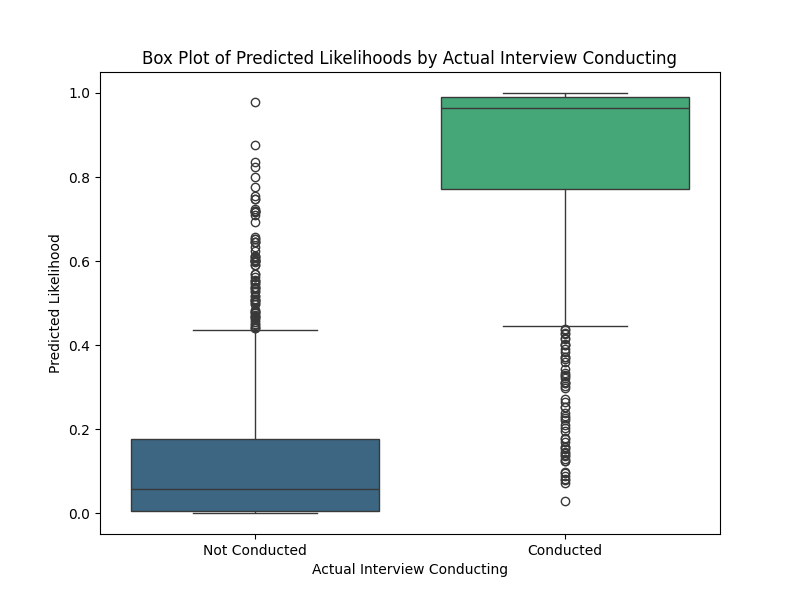 Box Plot of Predicted Likelihoods by Actual Interview Conducting
1.0
0.8
0.6
0.4
0.2
0.0
Predicted Likelihood
Not Conducted
Conducted
Actual Interview Conducting